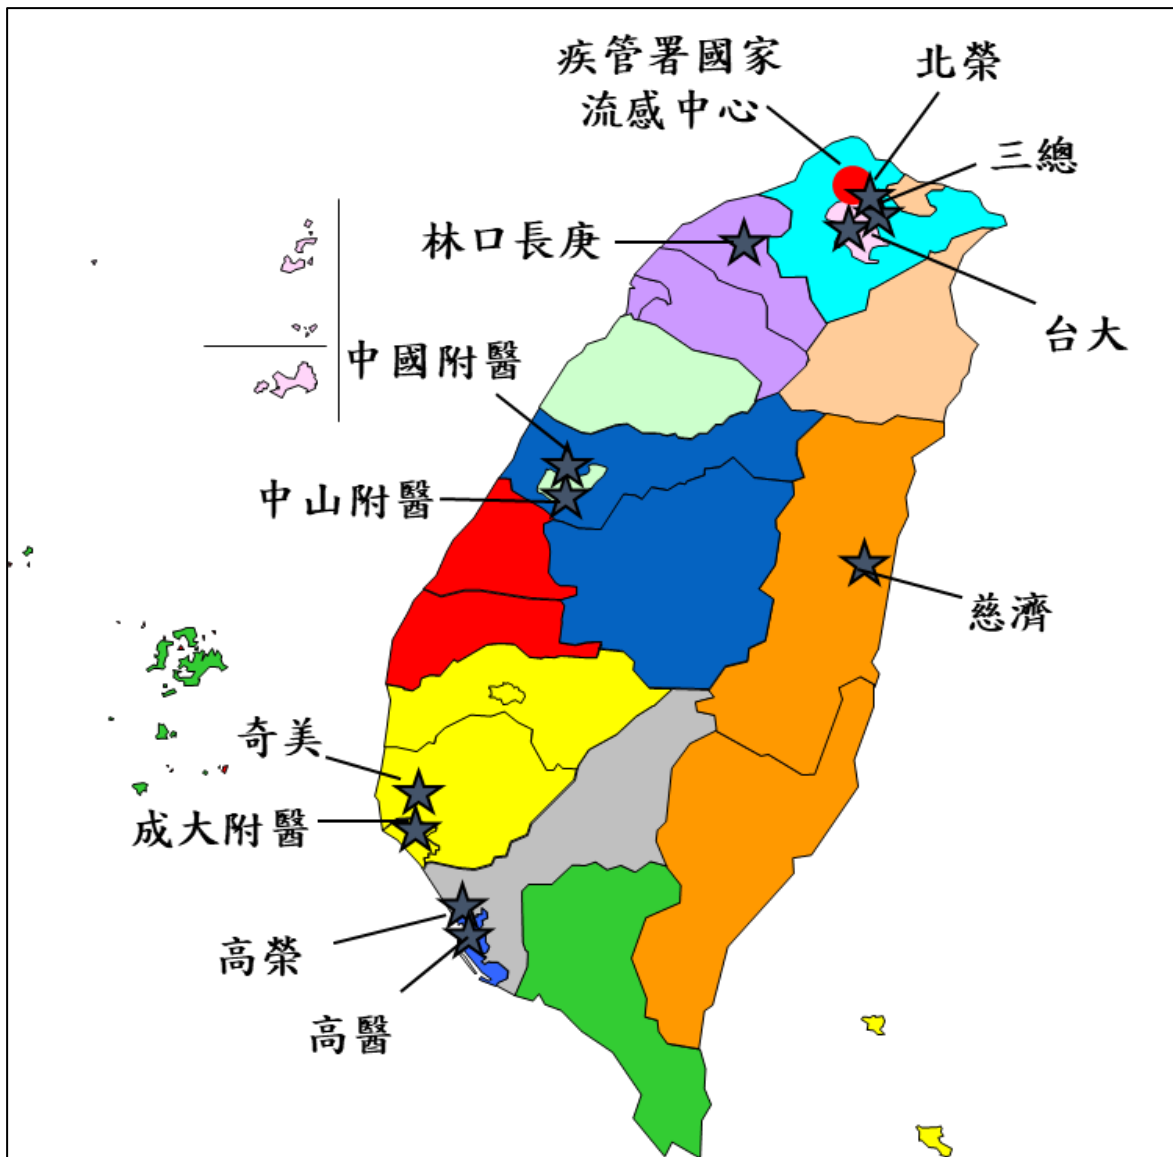 疾管署國家
流感中心
北榮
三總
林口長庚
台大
中國附醫
中山附醫
慈濟
奇美
成大附醫
高榮
高醫